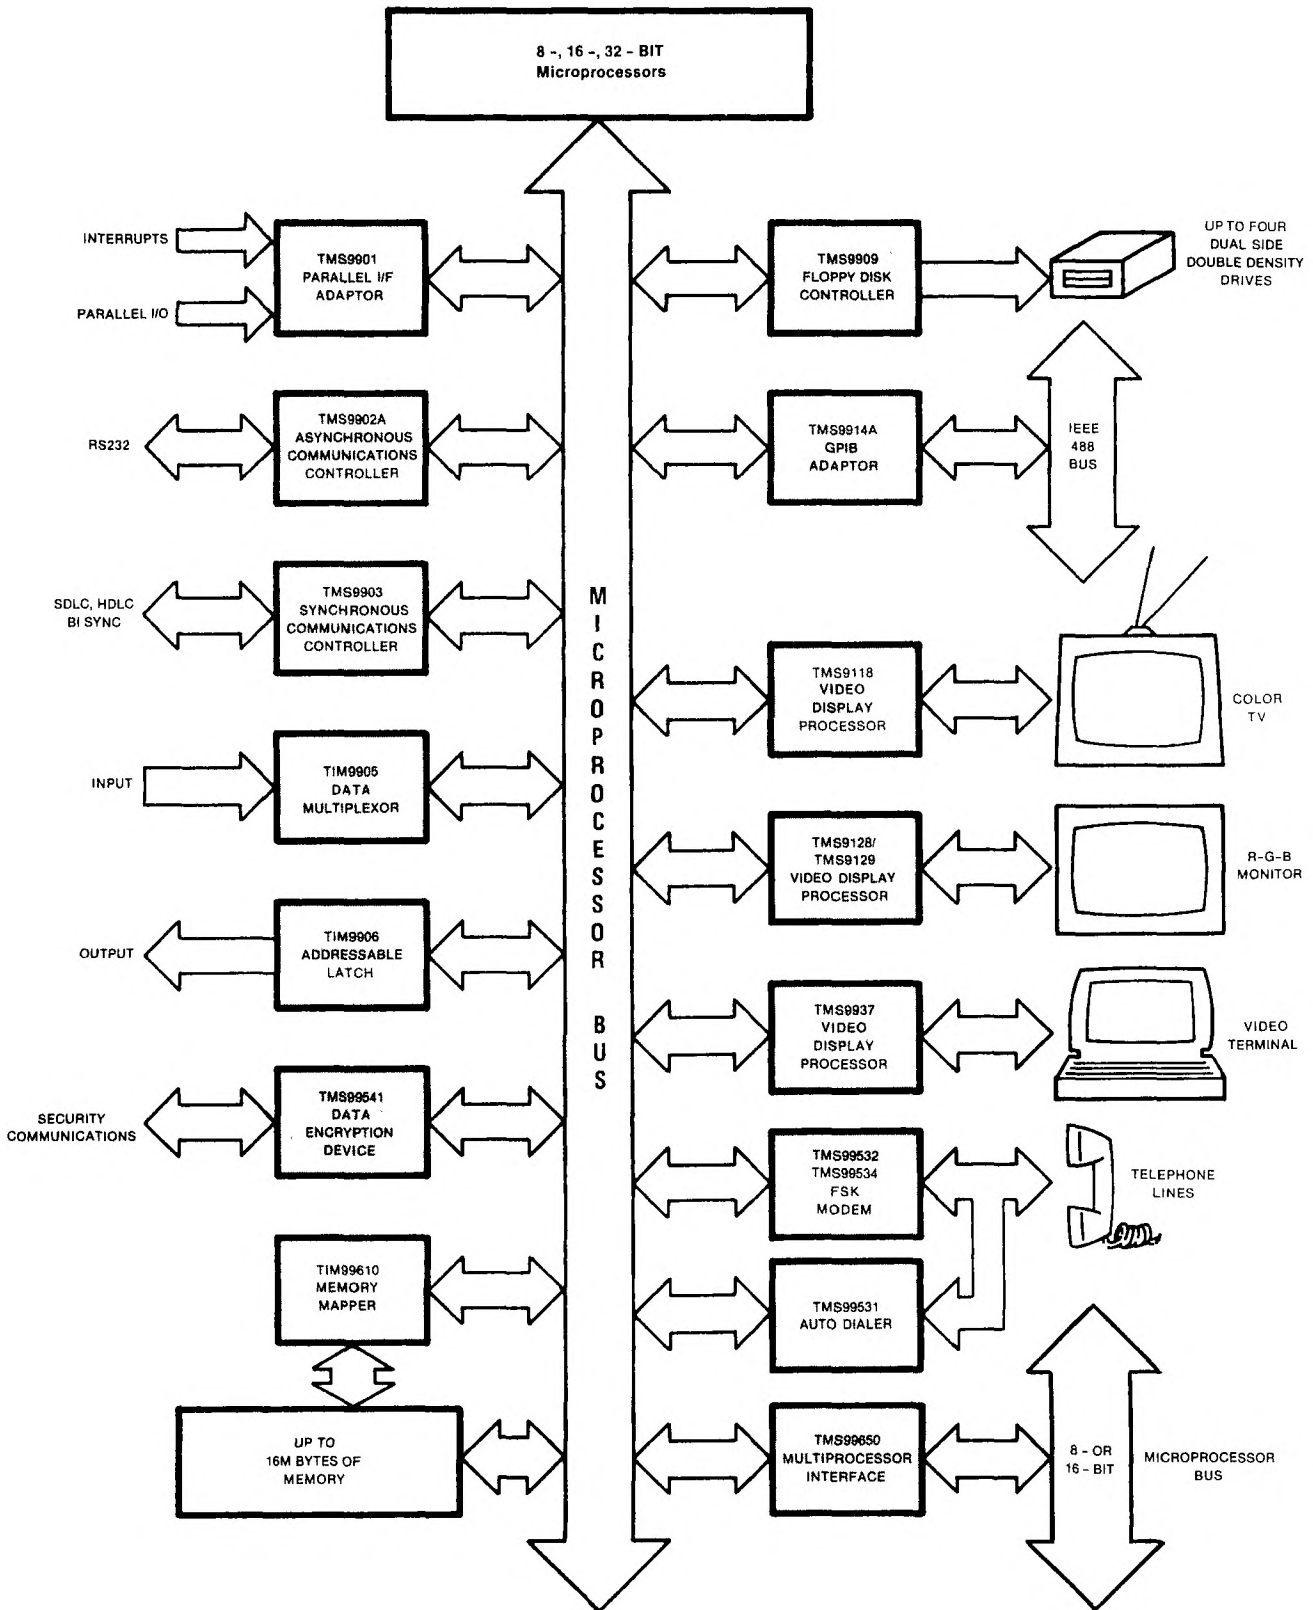 8 -, 16 -, 32 - BIT
Microprocessors
INTERRUPTS
PARALLEL I/O
TMS9901
PARALLEL I/F
ADAPTOR
TMS9909
FLOPPY DISK
CONTROLLER
UP TO FOUR
DUAL SIDE
DOUBLE DENSITY
DRIVES
RS232
TMS9902A
ASYNCHRONOUS
COMMUNICATIONS
CONTROLLER
TMS9914A
GPIB
ADAPTOR
IEEE
488
BUS
SDLC, HDLC
BI SYNC
TMS9903
SYNCHRONOUS
COMMUNICATIONS
CONTROLLER
MICROPROCESSOR BUS
TMS9118
VIDEO
DISPLAY
PROCESSOR
COLOR
TV
INPUT
TIM9905
DATA
MULTIPLEXOR
TMS9128/
TMS9129
VIDEO DISPLAY
PROCESSOR
R-G-B
MONITOR
OUTPUT
TIM9906
ADDRESSABLE
LATCH
TMS9937
VIDEO
DISPLAY
PROCESSOR
VIDEO
TERMINAL
SECURITY
COMMUNICATIONS
TMS99541
DATA
ENCRYPTION
DEVICE
TMS99532
TMS99534
FSK
MODEM
TELEPHONE
LINES
TIM99610
MEMORY
MAPPER
TMS99531
AUTO DIALER
UP TO
16M BYTES OF
MEMORY
TMS99650
MULTIPROCESSOR
INTERFACE
8 - OR
16 - BIT
MICROPROCESSOR
BUS